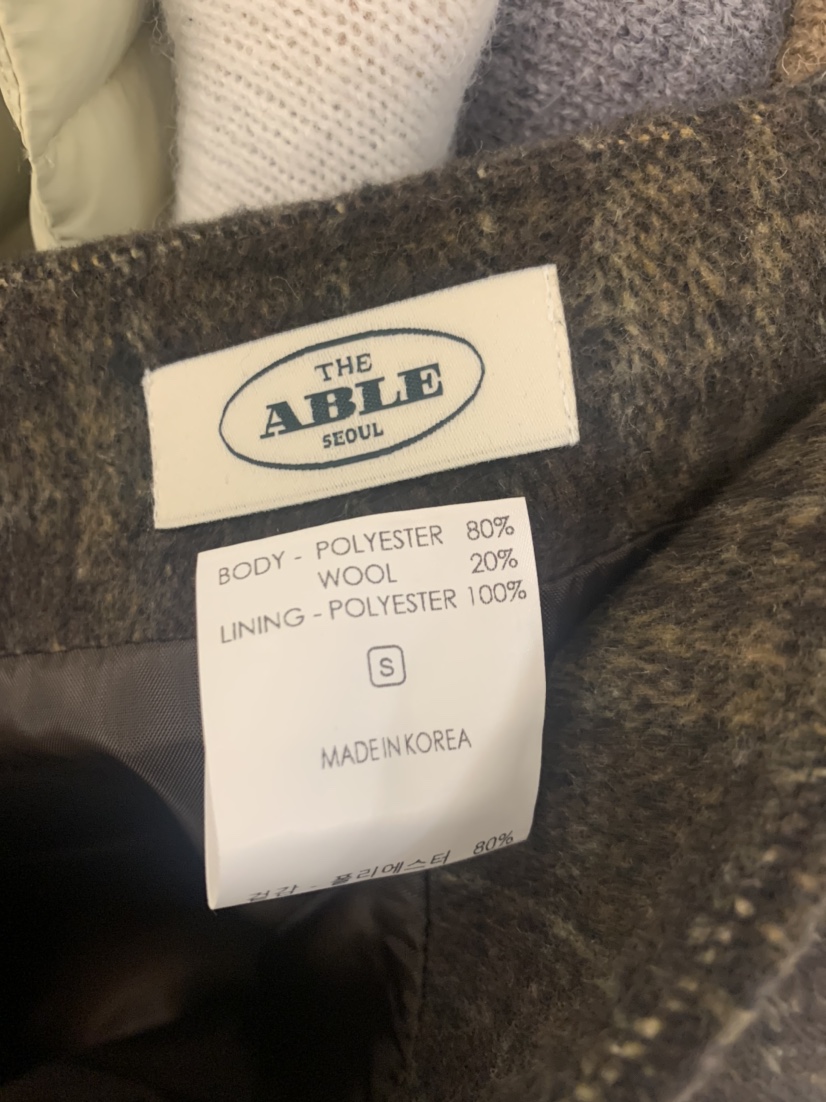 THE
ABLE
SEOUL
BODY - POLYESTER 80%
WOOL 20%
LINING - POLYESTER 100%
S
MADE IN KOREA
겉감 - 폴리에스터 80%